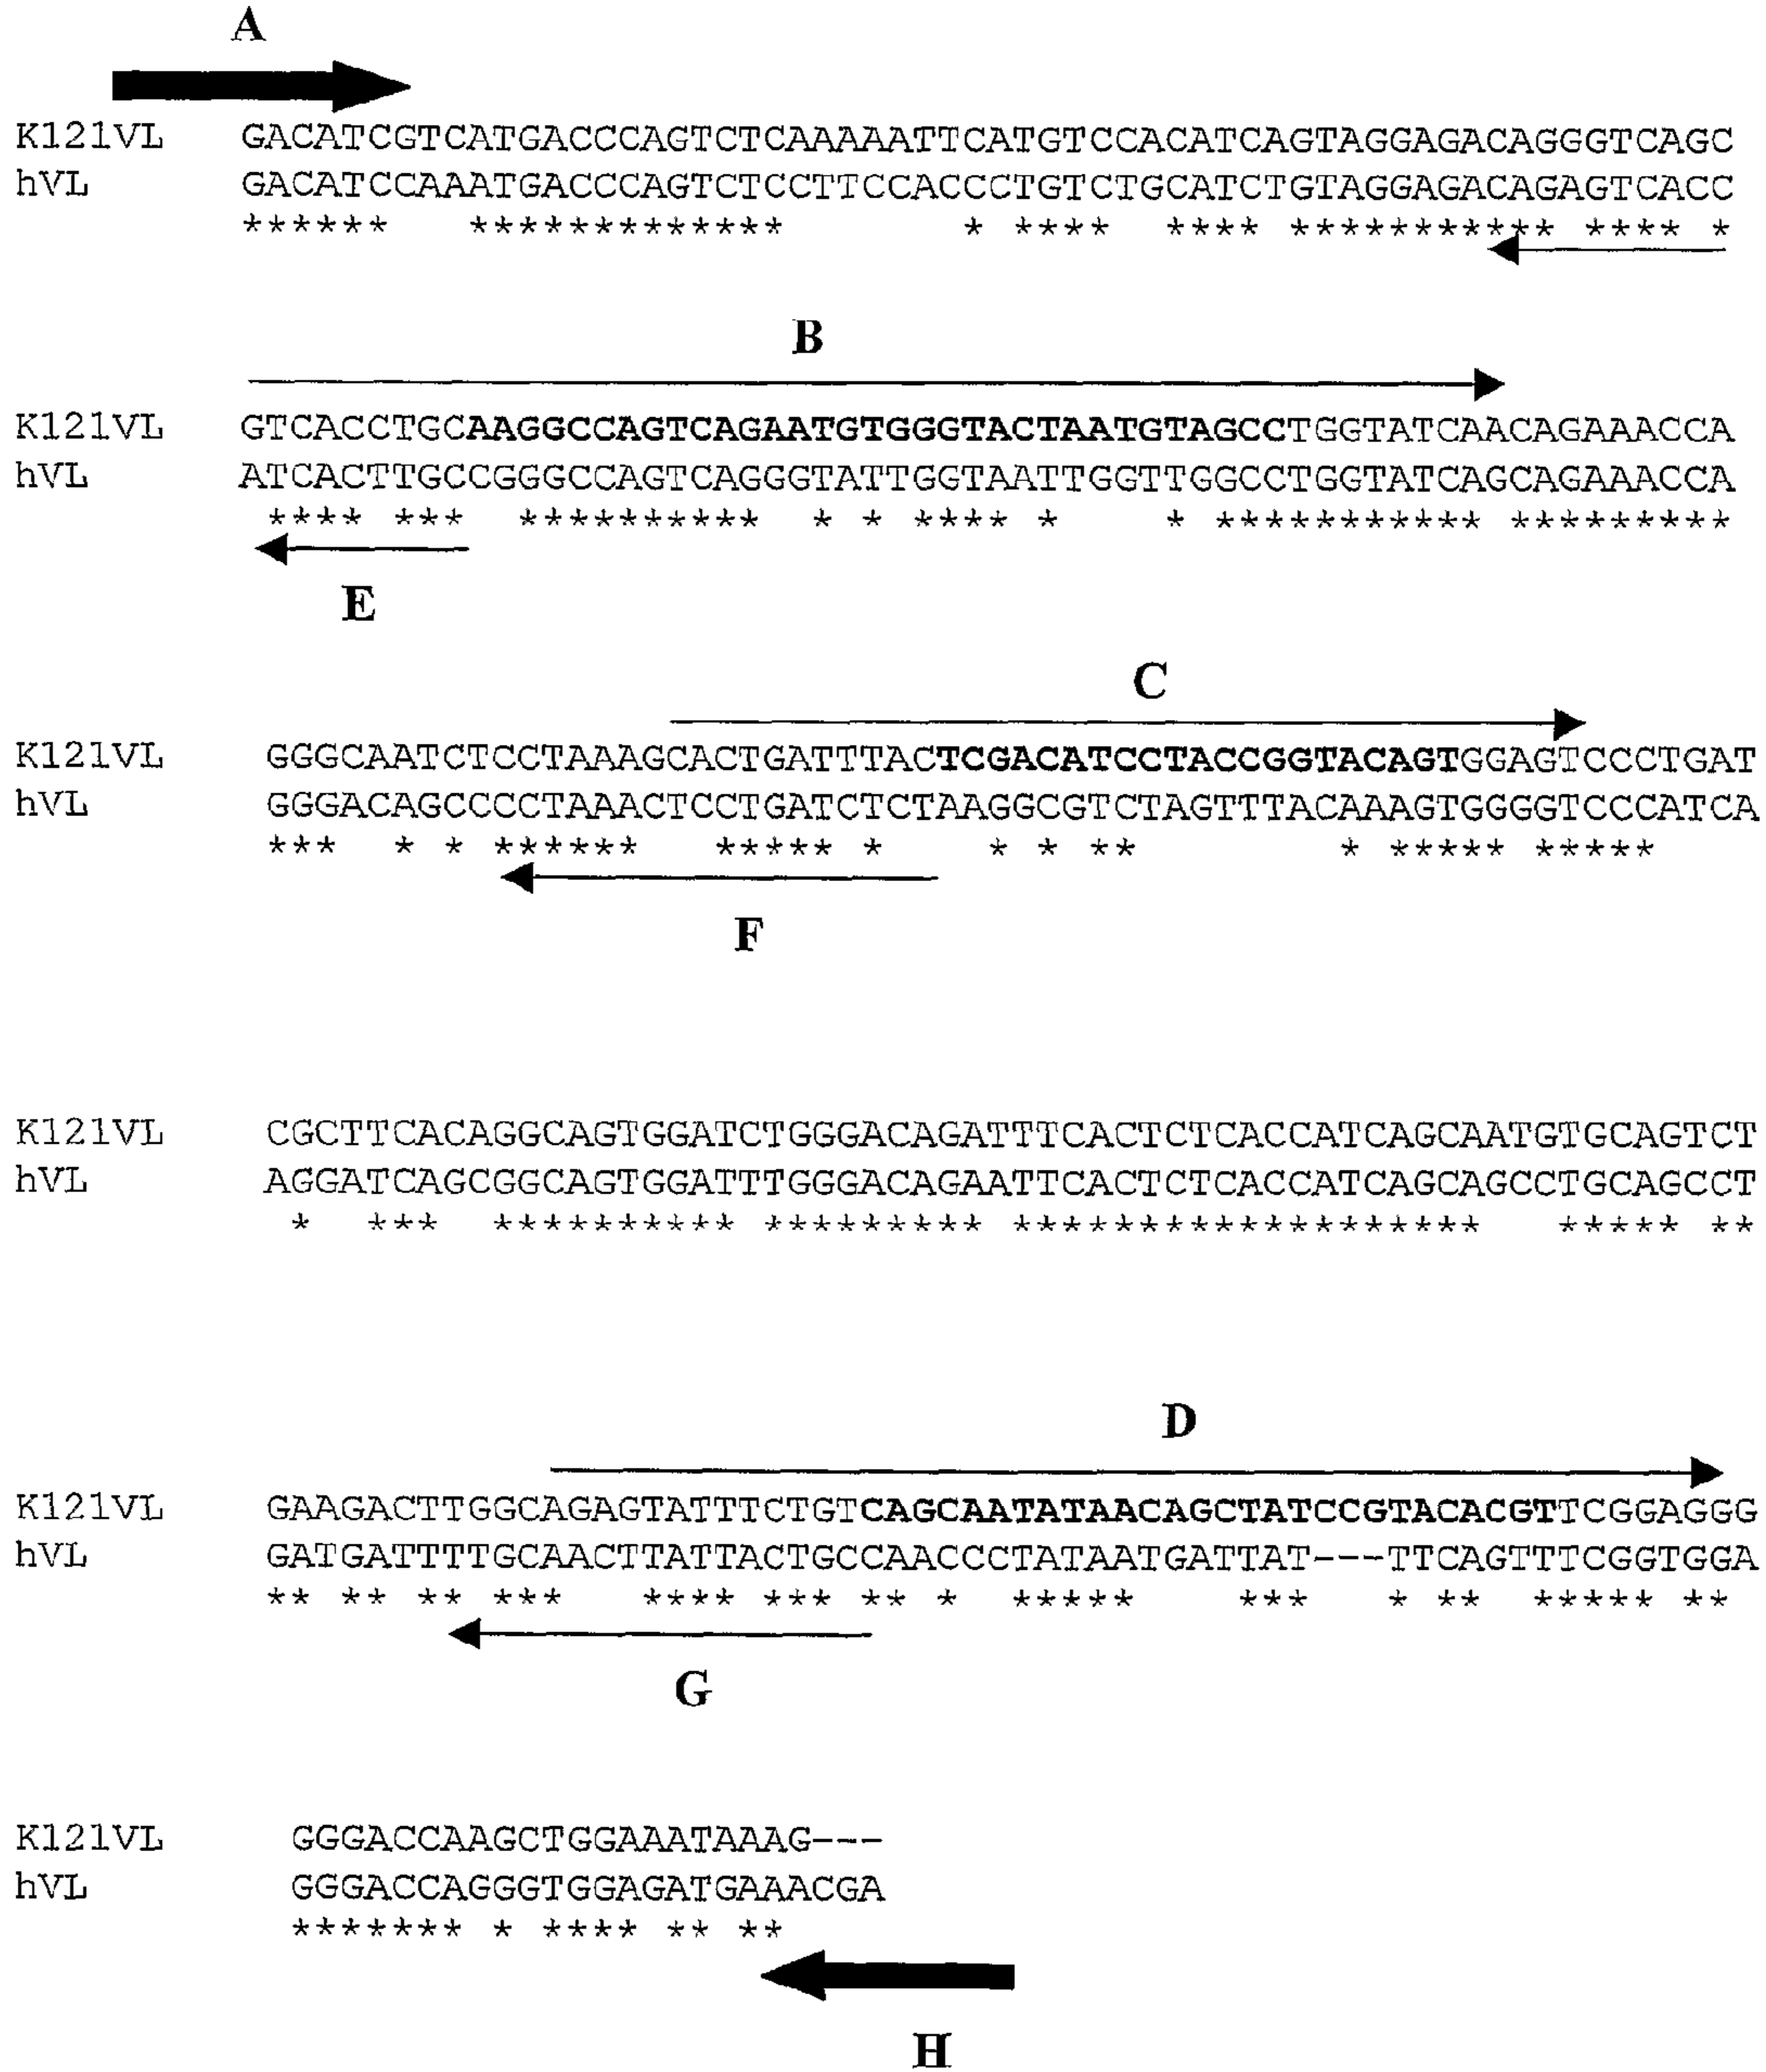 A
K121VL GACATCGTCATGACCCAGTCTCAAAAATTCATGTCCACATCAGTAGGAGACAGGGTCAGC
hVL GACATCCAAATGACCCAGTCTCCTTCCACCCTGTCTGCATCTGTAGGAGACAGAGTCACC
****** ************* * **** **** *********** **** *
B
K121VL GTCACCTGCAAGGCCAGTCAGAATGTGGGTACTAATGTAGCCTGGTATCAACAGAAACCA
hVL ATCACTTGCCGGGCCAGTCAGGGTATTGGTAATTGGTTGGCCTGGTATCAGCAGAAACCA
**** *** ********** * * **** * * *********** *********
E
C
K121VL GGGCAATCTCCTAAAGCACTGATTTACTCGACATCCTACCGGTACAGTGGAGTCCCTGAT
hVL GGGACAGCCCCTAAACTCCTGATCTCTAAGGCGTCTAGTTTACAAAGTGGGGTCCCATCA
*** * * ****** ***** * * * ** * ***** *****
F
K121VL CGCTTCACAGGCAGTGGATCTGGGACAGATTTCACTCTCACCATCAGCAATGTGCAGTCT
hVL AGGATCAGCGGCAGTGGATTTGGGACAGAATTCACTCTCACCATCAGCAGCCTGCAGCCT
* *** ********** ********* ******************* ***** **
D
K121VL GAAGACTTGGCAGAGTATTTCTGTCAGCAATATAACAGCTATCCGTACACGTTCGGAGGG
hVL GATGATTTTGCAACTTATTACTGCCAACCCTATAATGATTAT---TTCAGTTTCGGTGGA
** ** ** *** **** *** ** * ***** *** * ** ***** **
G
K121VL GGGACCAAGCTGGAAATAAAG---
hVL GGGACCAGGGTGGAGATGAAACGA
******* * **** ** **
H